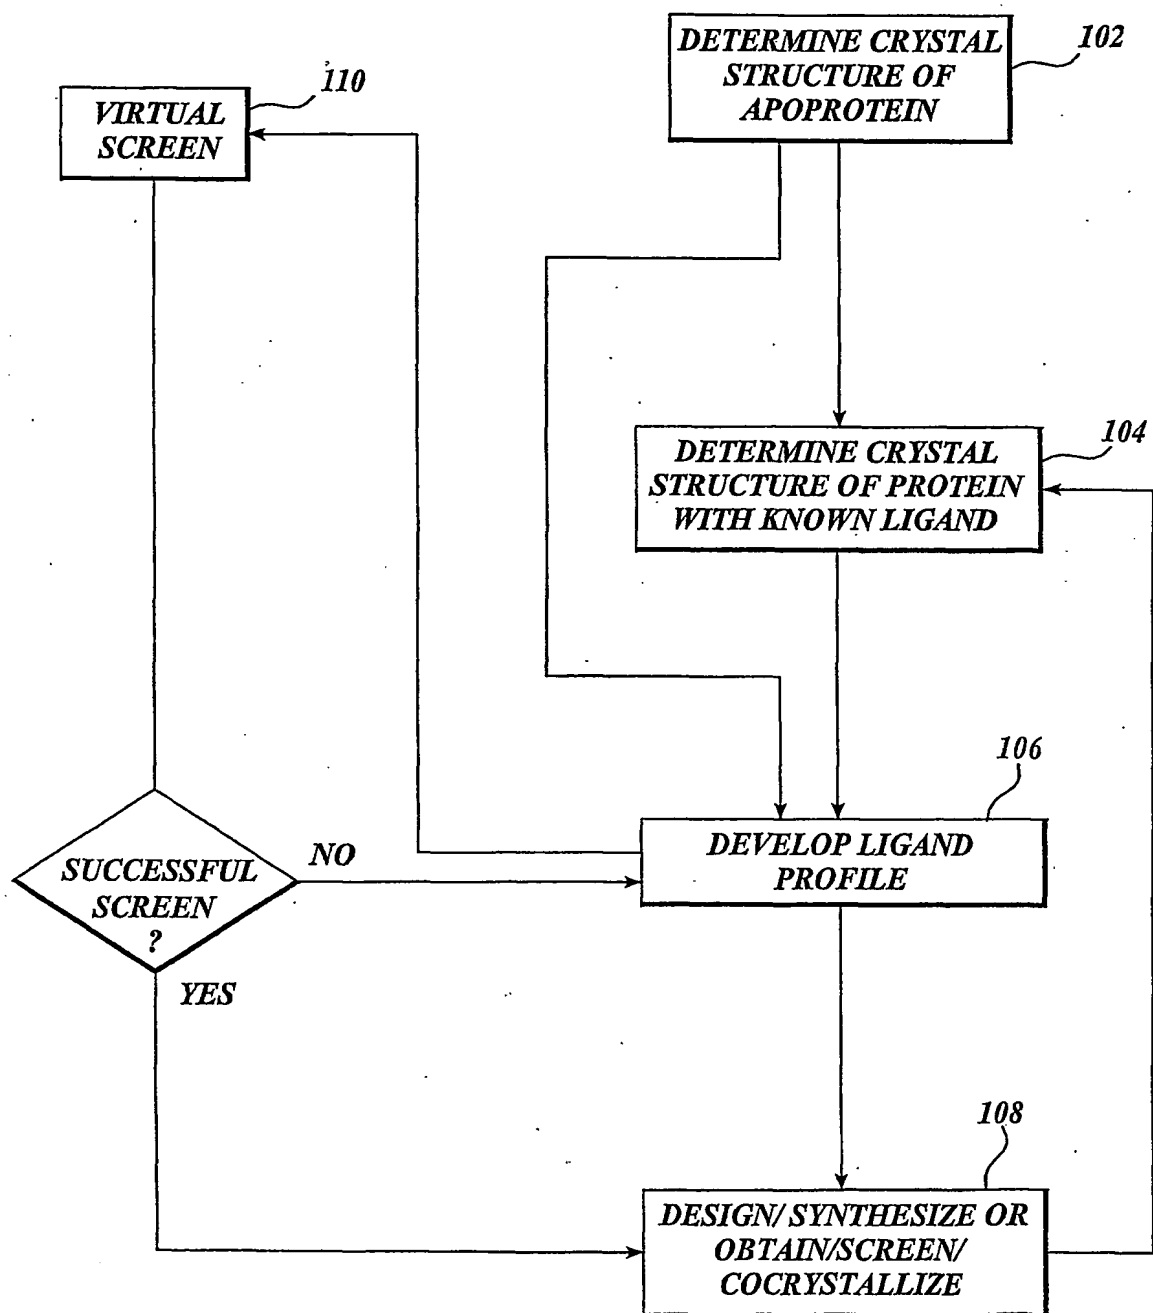 DETERMINE CRYSTAL
STRUCTURE OF
APOPROTEIN
102
110
VIRTUAL
SCREEN
104
DETERMINE CRYSTAL
STRUCTURE OF PROTEIN
WITH KNOWN LIGAND
106
DEVELOP LIGAND
PROFILE
NO
SUCCESSFUL
SCREEN
?
YES
108
DESIGN/ SYNTHESIZE OR
OBTAIN/SCREEN/
COCRYSTALLIZE